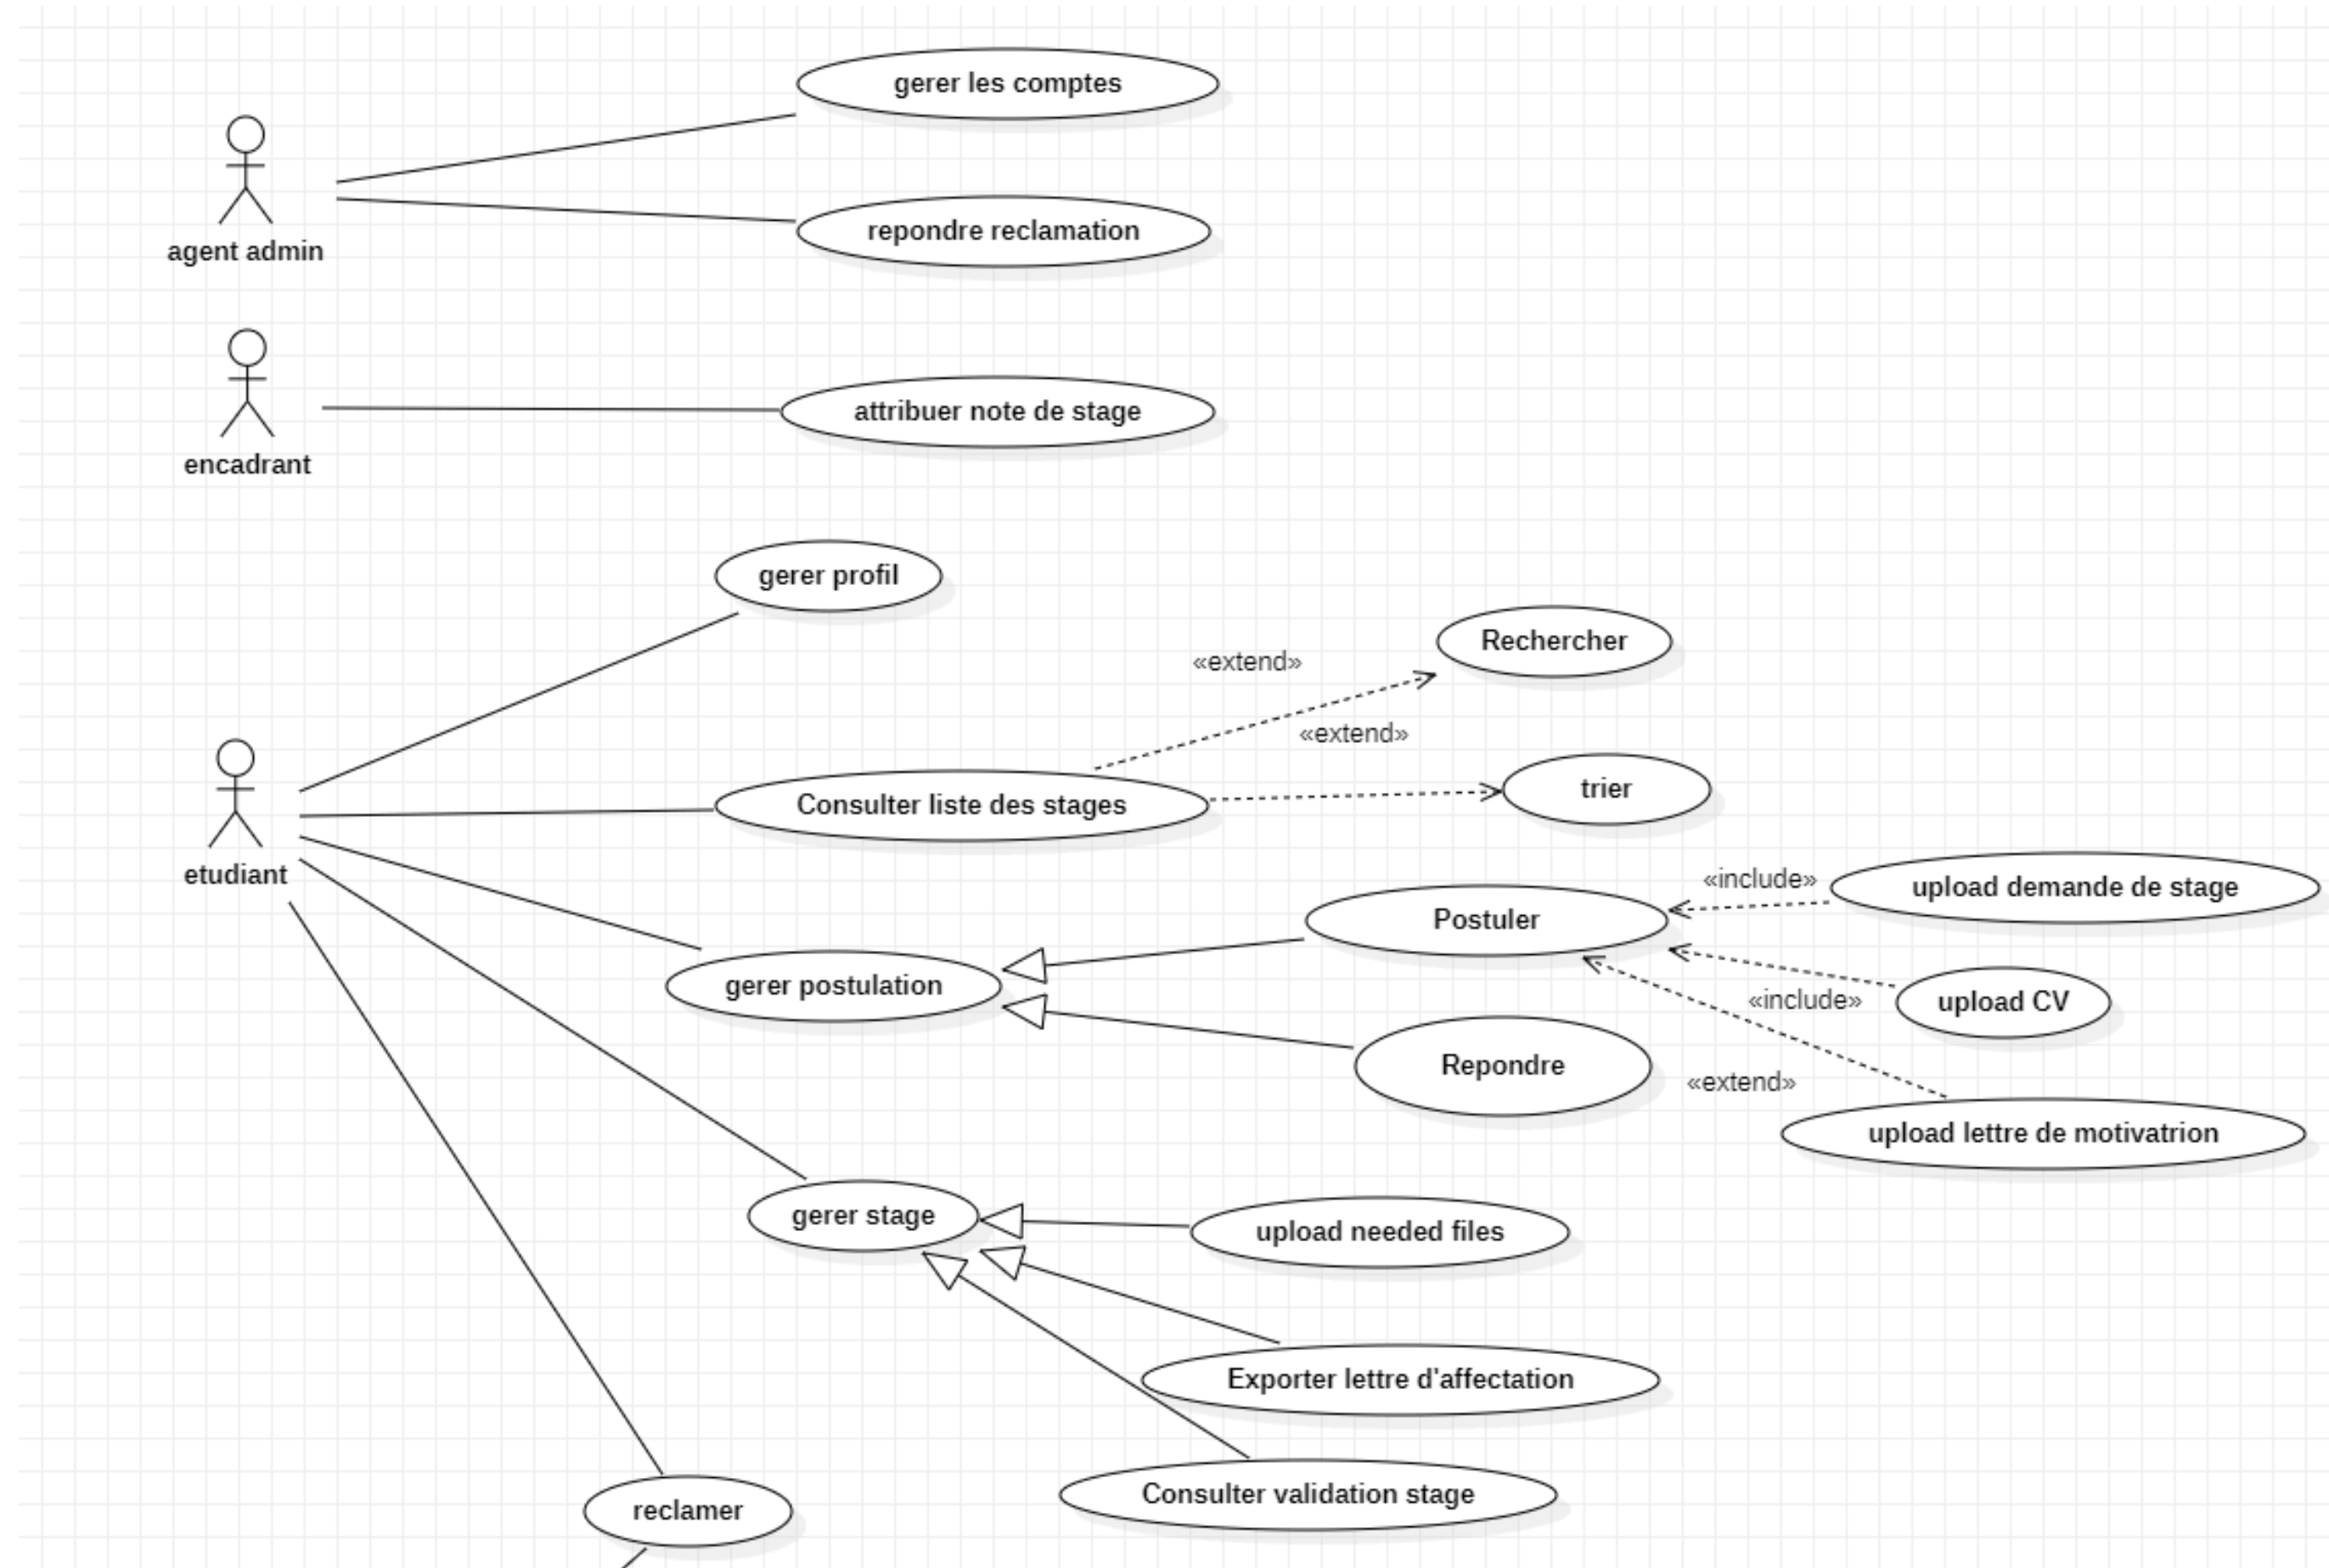 gerer les comptes
agent admin
repondre reclamation
encadrant
attribuer note de stage
gerer profil
Rechercher
«extend»
«extend»
trier
Consulter liste des stages
etudiant
«include»
upload demande de stage
Postuler
gerer postulation
«include»
upload CV
Repondre
«extend»
upload lettre de motivatrion
gerer stage
upload needed files
Exporter lettre d'affectation
Consulter validation stage
reclamer